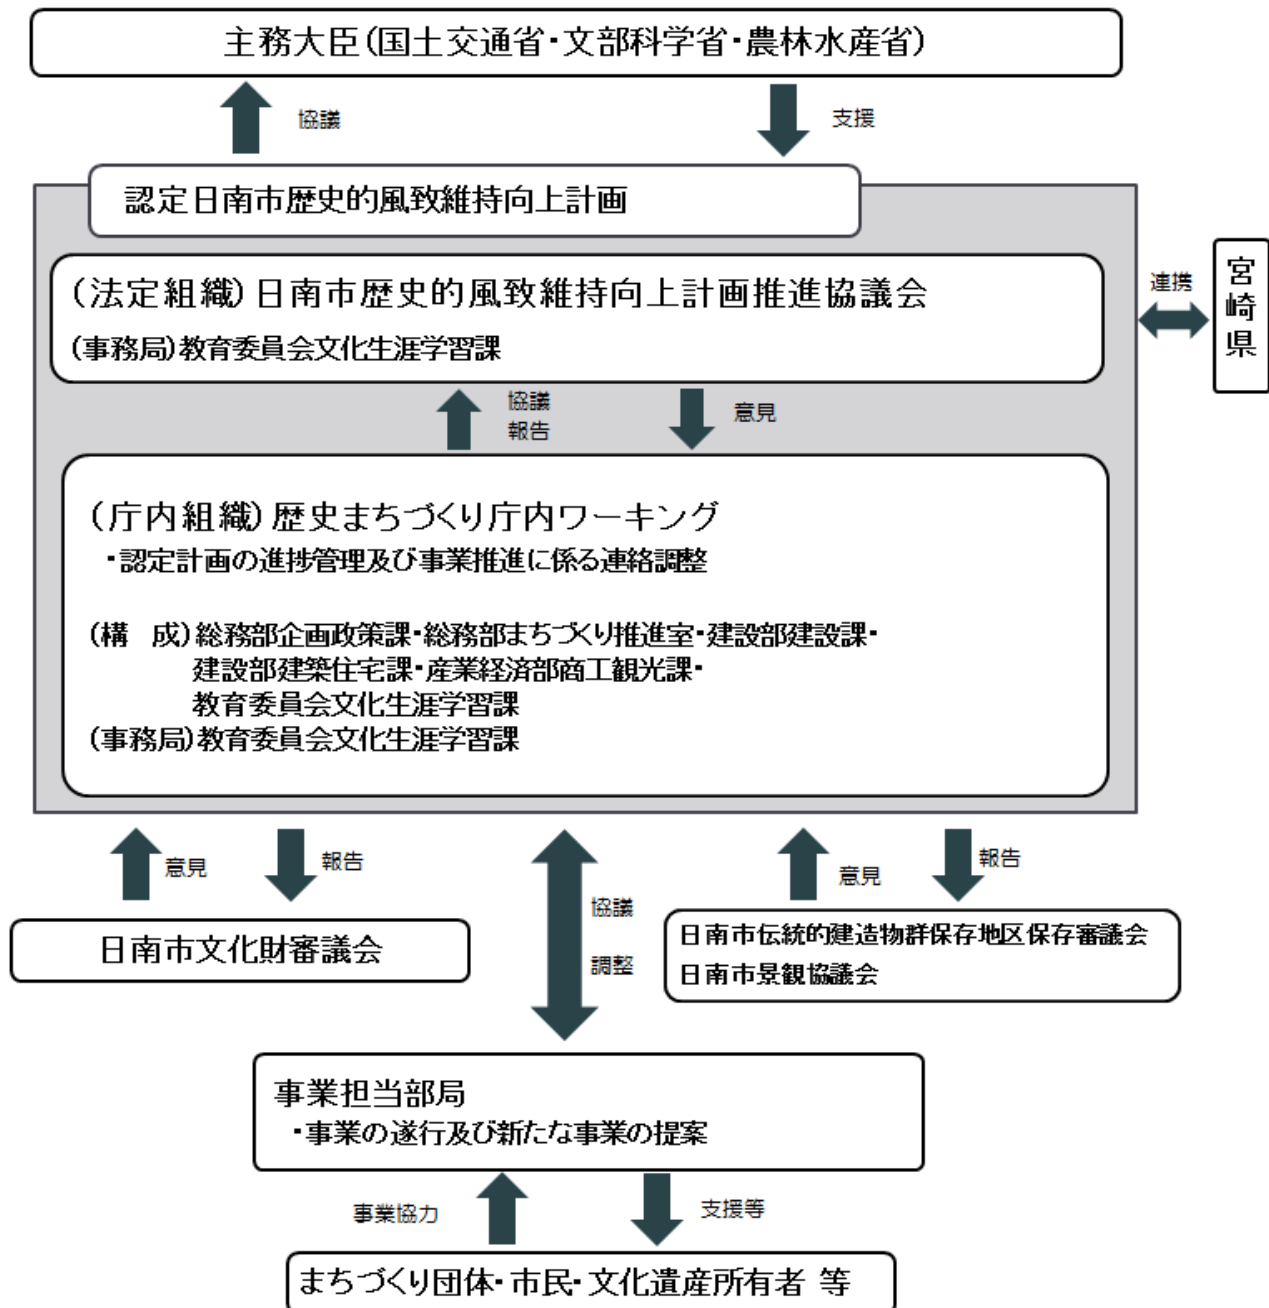 主務大臣(国土交通省・文部科学省・農林水産省)
協議
支援
認定日南市歴史的風致維持向上計画
(法定組織)日南市歴史的風致維持向上計画推進協議会
(事務局)教育委員会文化生涯学習課
連携
宮崎県
協議
報告
意見
(庁内組織)歴史まちづくり庁内ワーキング
・認定計画の進捗管理及び事業推進に係る連絡調整
(構　成)総務部企画政策課・総務部まちづくり推進室・建設部建設課・
建設部建築住宅課・産業経済部商工観光課・
教育委員会文化生涯学習課
(事務局)教育委員会文化生涯学習課
意見
報告
協議
調整
意見
報告
日南市文化財審議会
日南市伝統的建造物群保存地区保存審議会
日南市景観協議会
事業担当部局
・事業の遂行及び新たな事業の提案
事業協力
支援等
まちづくり団体・市民・文化遺産所有者 等